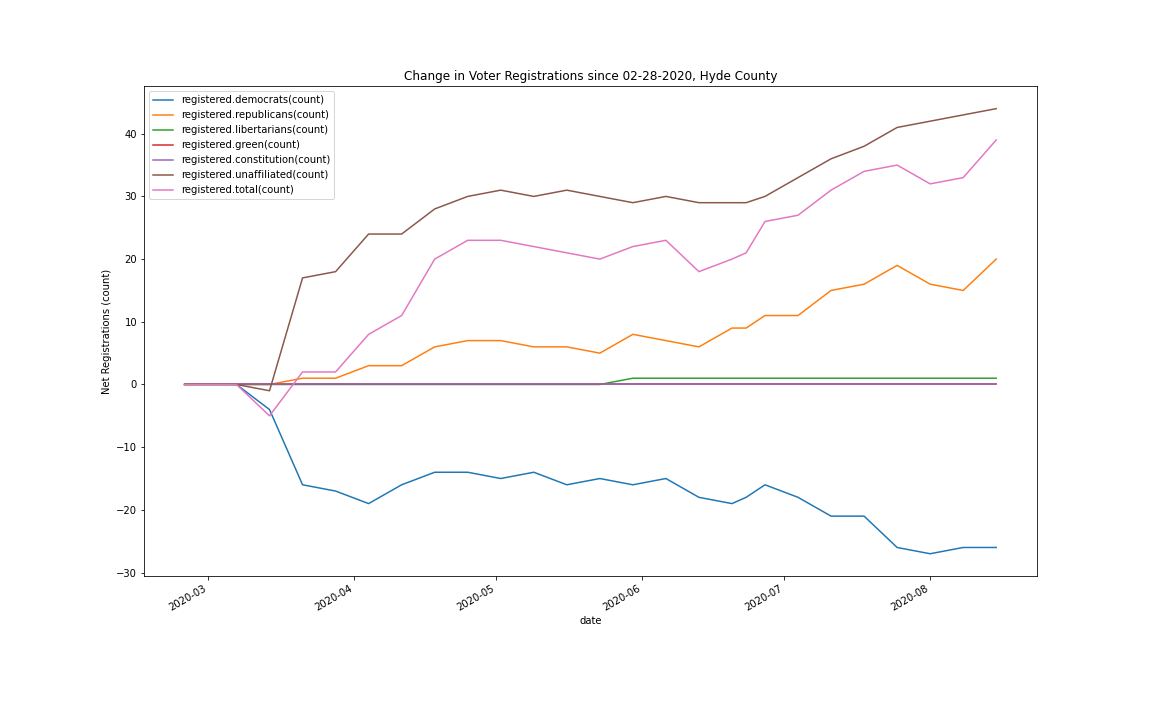 Change in Voter Registrations since 02-28-2020, Hyde County
registered.democrats(count)
registered.republicans(count)
registered.libertarians(count)
registered.green(count)
registered.constitution(count)
registered.unaffiliated(count)
registered.total(count)
Net Registrations (count)
40
30
20
10
0
−10
−20
−30
2020-03
2020-04
2020-05
2020-06
2020-07
2020-08
date